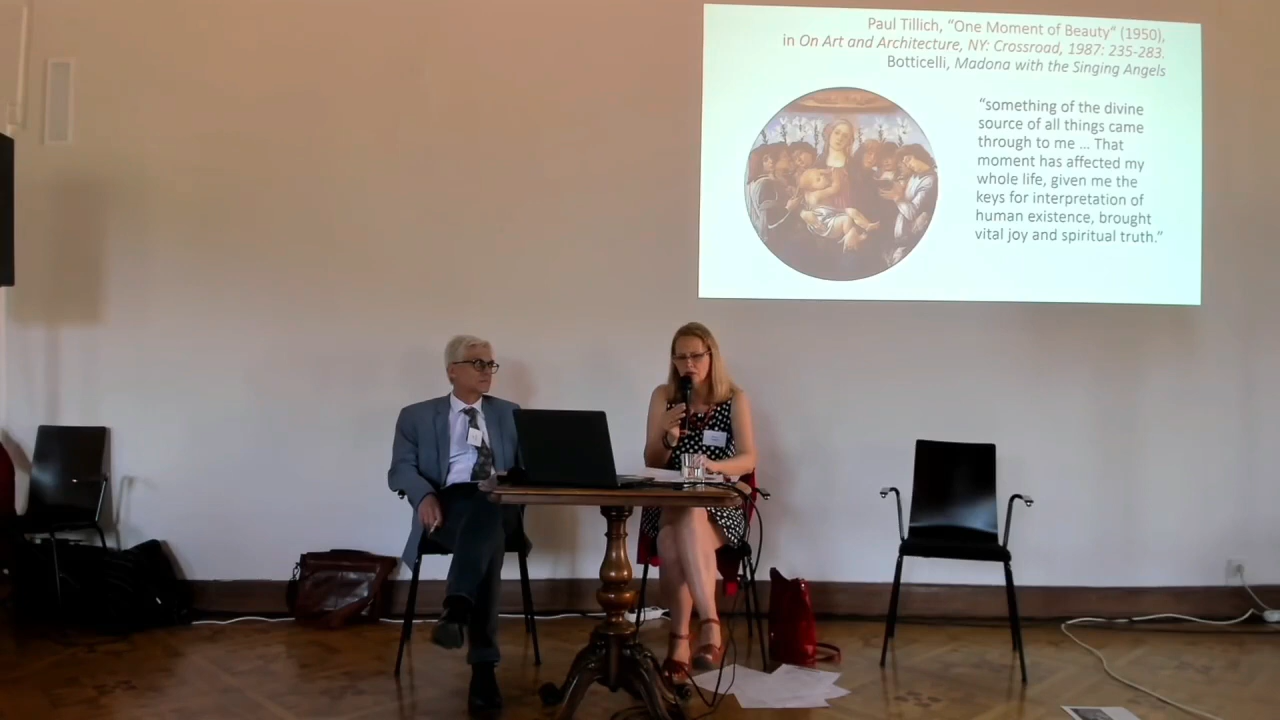 Paul Tillich, “One Moment of Beauty“ (1950),
in On Art and Architecture, NY: Crossroad, 1987: 235-283.
Botticelli, Madona with the Singing Angels
“something of the divine
source of all things came
through to me ... That
moment has affected my
whole life, given me the
keys for interpretation of
human existence, brought
vital joy and spiritual truth.”